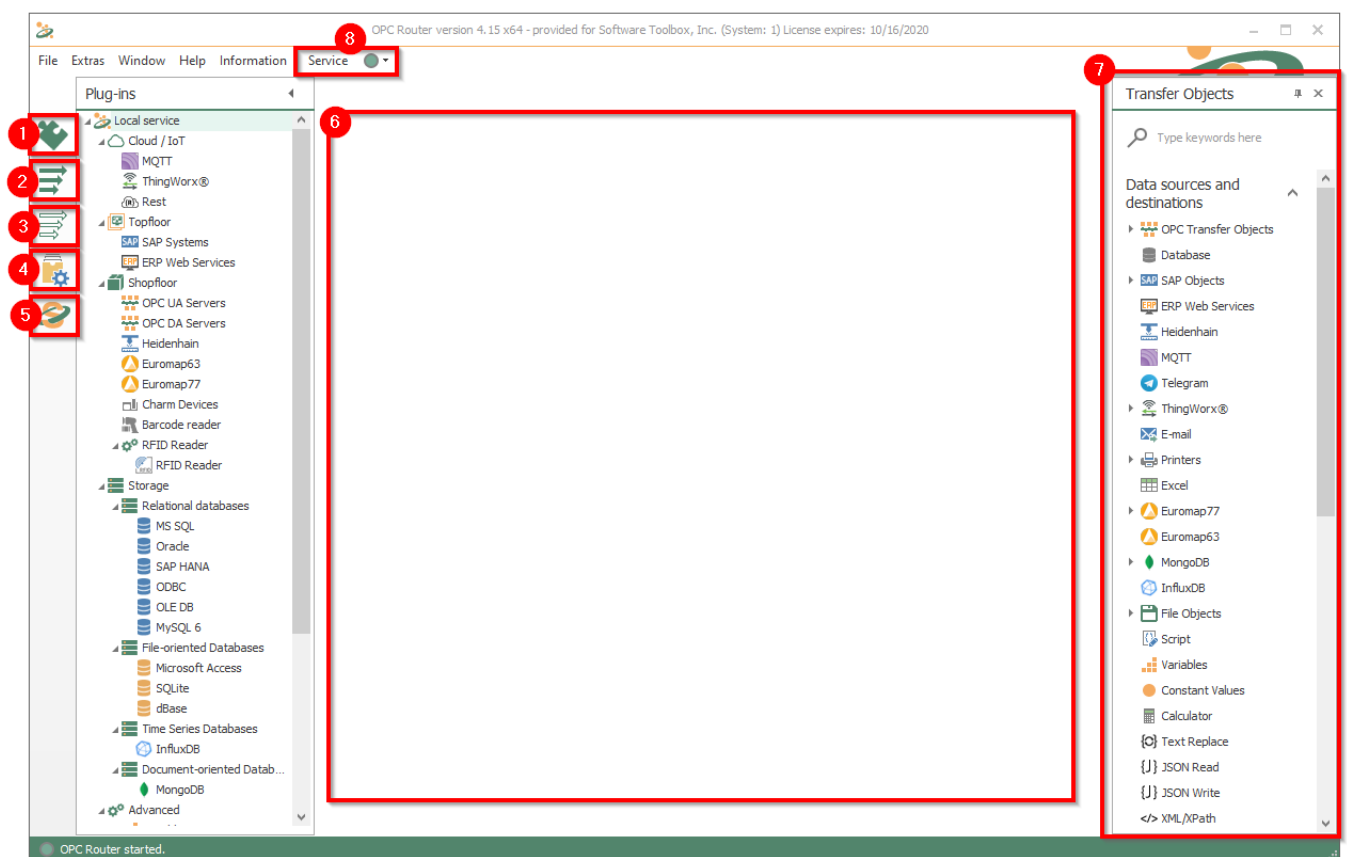 OPC Router version 4.15 x64 - provided for Software Toolbox, Inc. (System: 1) License expires: 10/16/2020
8
File Extras Window Help Information Service
7
Plug-ins
Transfer Objects
1
2
3
4
5
6
Local service
Cloud / IoT
MQTT
ThingWorx®
Rest
Topfloor
SAP SAP Systems
ERP ERP Web Services
Shopfloor
OPC UA Servers
OPC DA Servers
Heidenhain
Euromap63
Euromap77
Charm Devices
Barcode reader
RFID Reader
RFID Reader
Storage
Relational databases
MS SQL
Oracle
SAP HANA
ODBC
OLE DB
MySQL 6
File-oriented Databases
Microsoft Access
SQLite
dBase
Time Series Databases
InfluxDB
Document-oriented Datab...
MongoDB
Advanced
Type keywords here
Data sources and
destinations
OPC Transfer Objects
Database
SAP SAP Objects
ERP ERP Web Services
Heidenhain
MQTT
Telegram
ThingWorx®
E-mail
Printers
Excel
Euromap77
Euromap63
MongoDB
InfluxDB
File Objects
Script
Variables
Constant Values
Calculator
Text Replace
{J} JSON Read
{J} JSON Write
</> XML/XPath
OPC Router started.